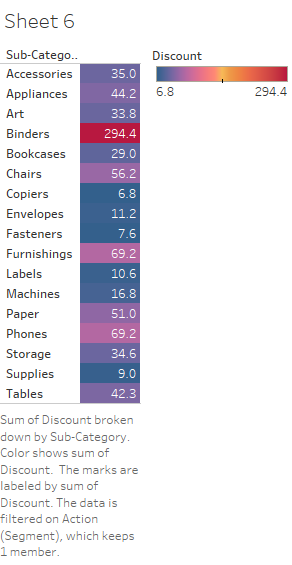 Sheet 6
Sub-Catego..
Discount
Accessories 35.0
Appliances 44.2
6.8 294.4
Art 33.8
Binders 294.4
Bookcases 29.0
Chairs 56.2
Copiers 6.8
Envelopes 11.2
Fasteners 7.6
Furnishings 69.2
Labels 10.6
Machines 16.8
Paper 51.0
Phones 69.2
Storage 34.6
Supplies 9.0
Tables 42.3
Sum of Discount broken
down by Sub-Category.
Color shows sum of
Discount. The marks are
labeled by sum of
Discount. The data is
filtered on Action
(Segment), which keeps
1 member.